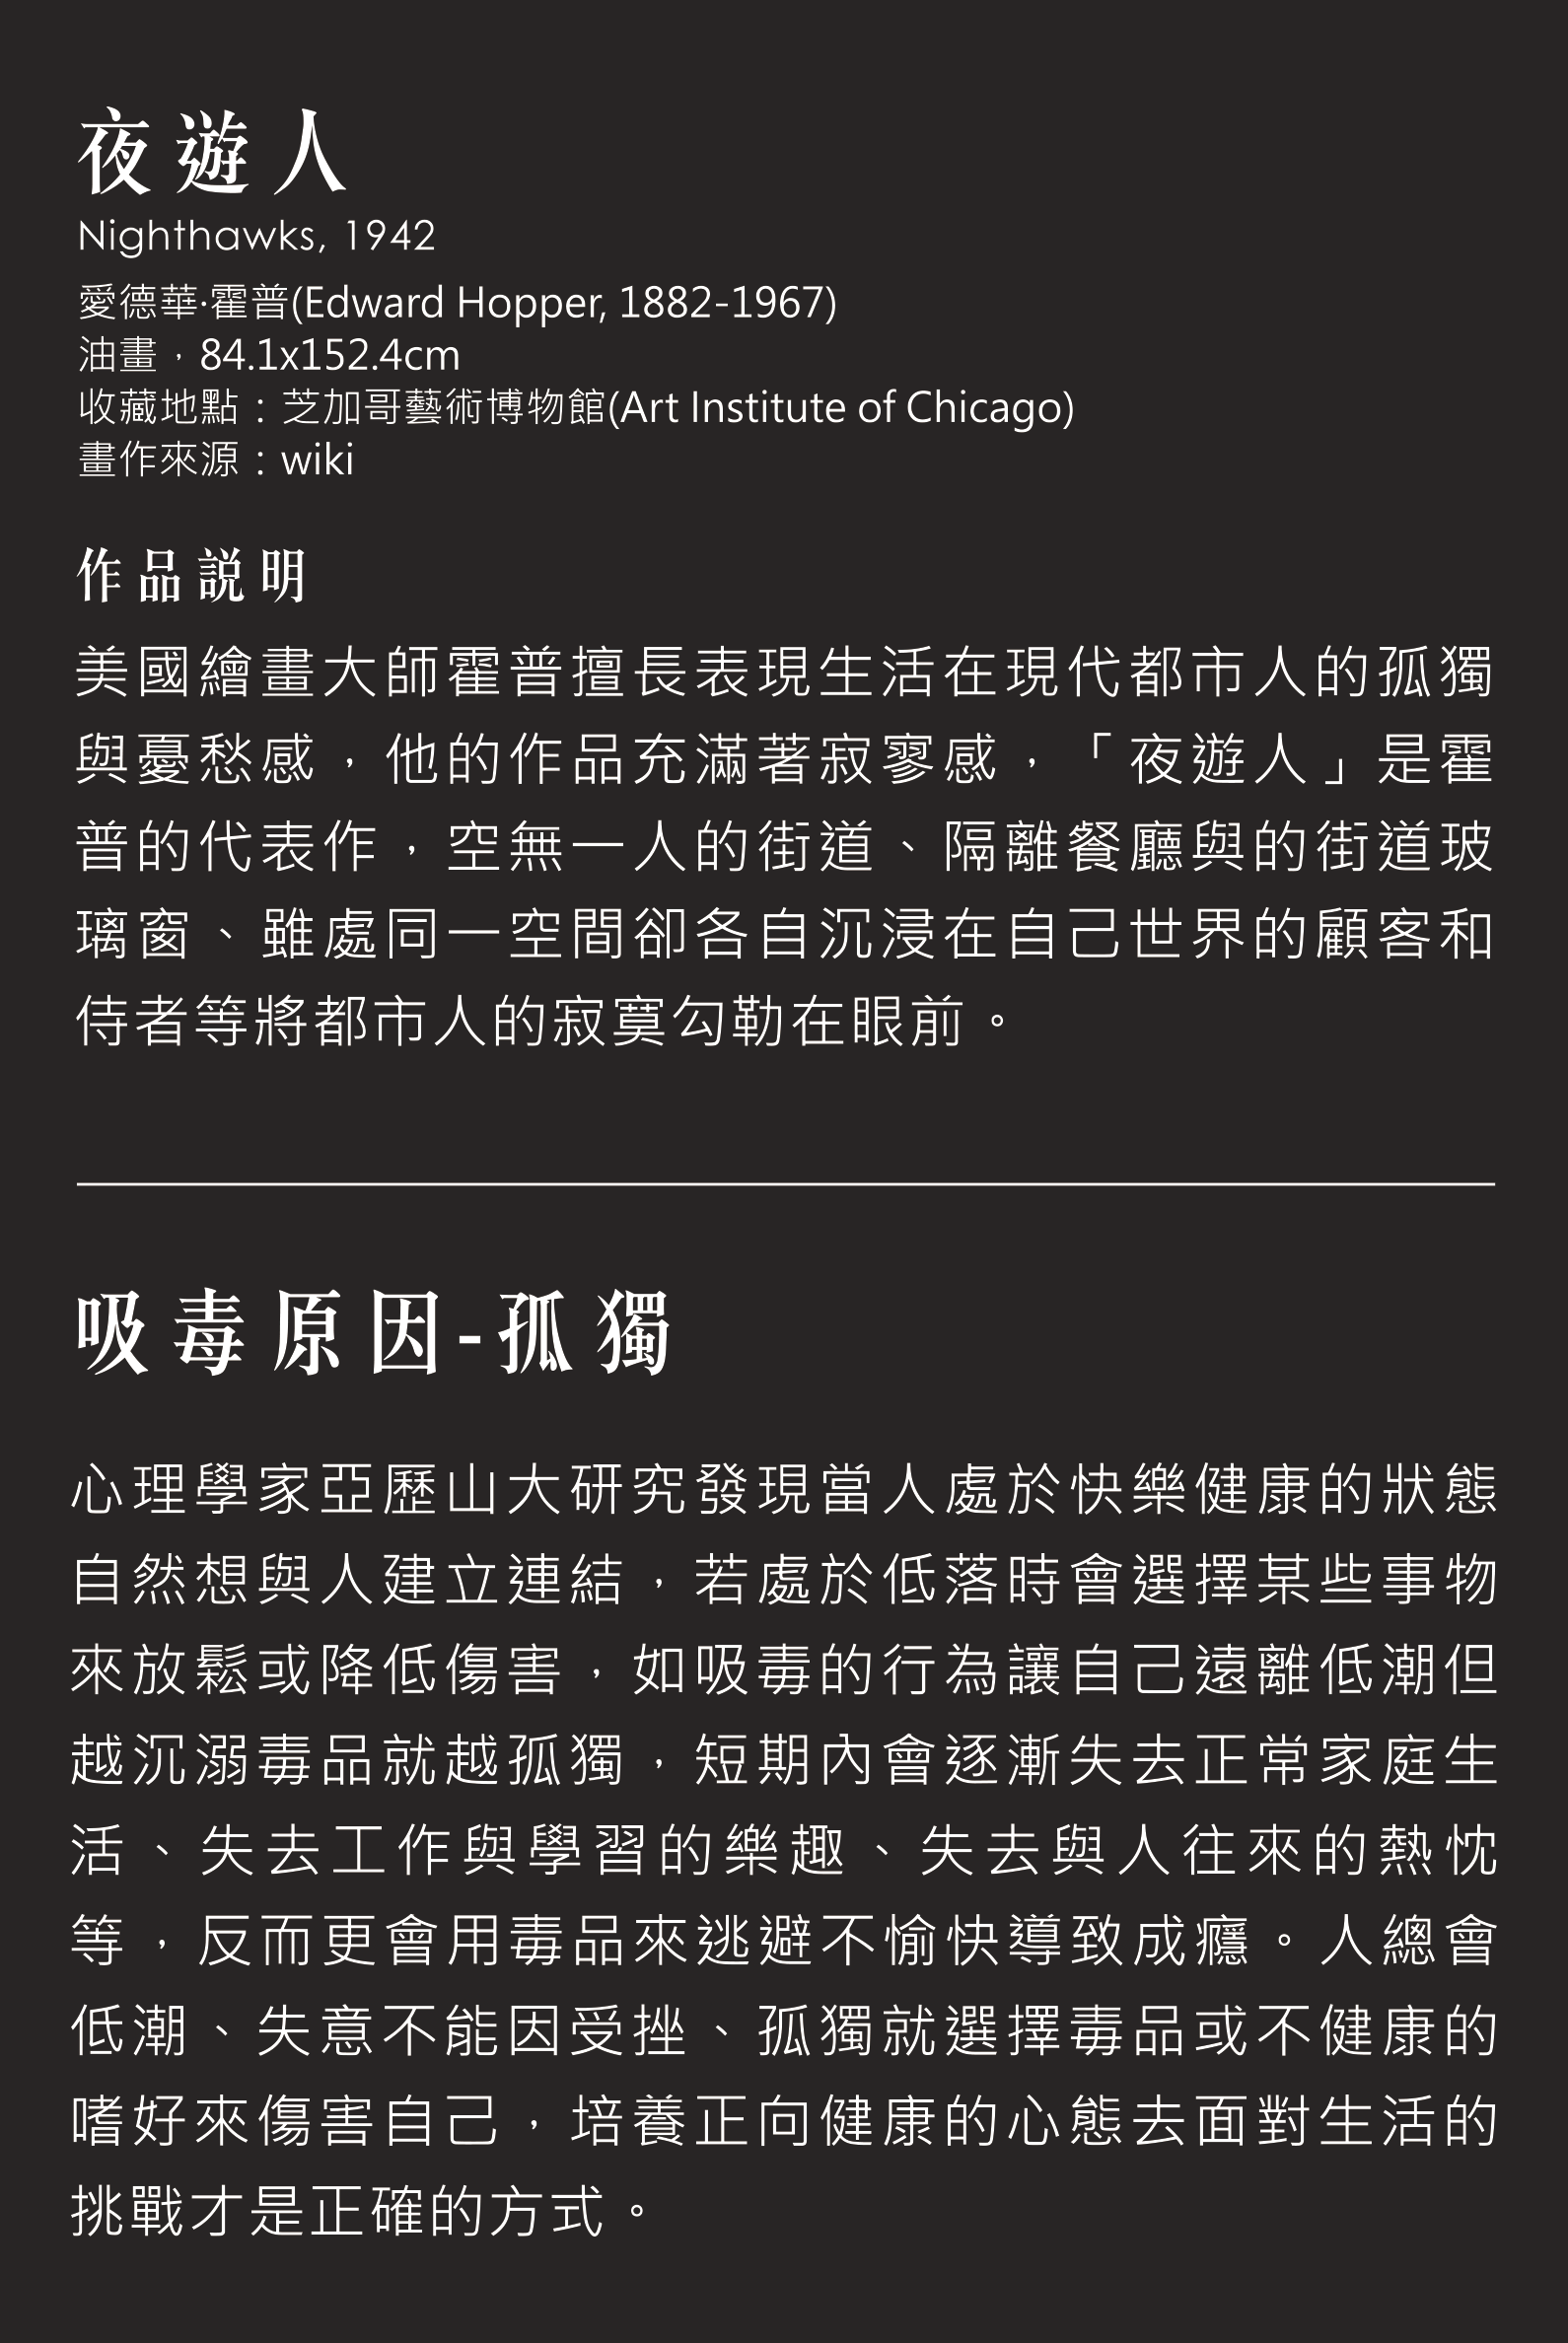 夜遊人
Nighthawks, 1942
愛德華·霍普(Edward Hopper, 1882-1967)
油畫，84.1x152.4cm
收藏地點：芝加哥藝術博物館(Art Institute of Chicago)
畫作來源：wiki
作品說明
美國繪畫大師霍普擅長表現生活在現代都市人的孤獨
與憂愁感，他的作品充滿著寂寥感，「夜遊人」是霍
普的代表作，空無一人的街道、隔離餐廳與的街道玻
璃窗、雖處同一空間卻各自沉浸在自己世界的顧客和
侍者等將都市人的寂寞勾勒在眼前。
吸毒原因-孤獨
心理學家亞歷山大研究發現當人處於快樂健康的狀態
自然想與人建立連結，若處於低落時會選擇某些事物
來放鬆或降低傷害，如吸毒的行為讓自己遠離低潮但
越沉溺毒品就越孤獨，短期內會逐漸失去正常家庭生
活、失去工作與學習的樂趣、失去與人往來的熱忱
等，反而更會用毒品來逃避不愉快導致成癮。人總會
低潮、失意不能因受挫、孤獨就選擇毒品或不健康的
嗜好來傷害自己，培養正向健康的心態去面對生活的
挑戰才是正確的方式。